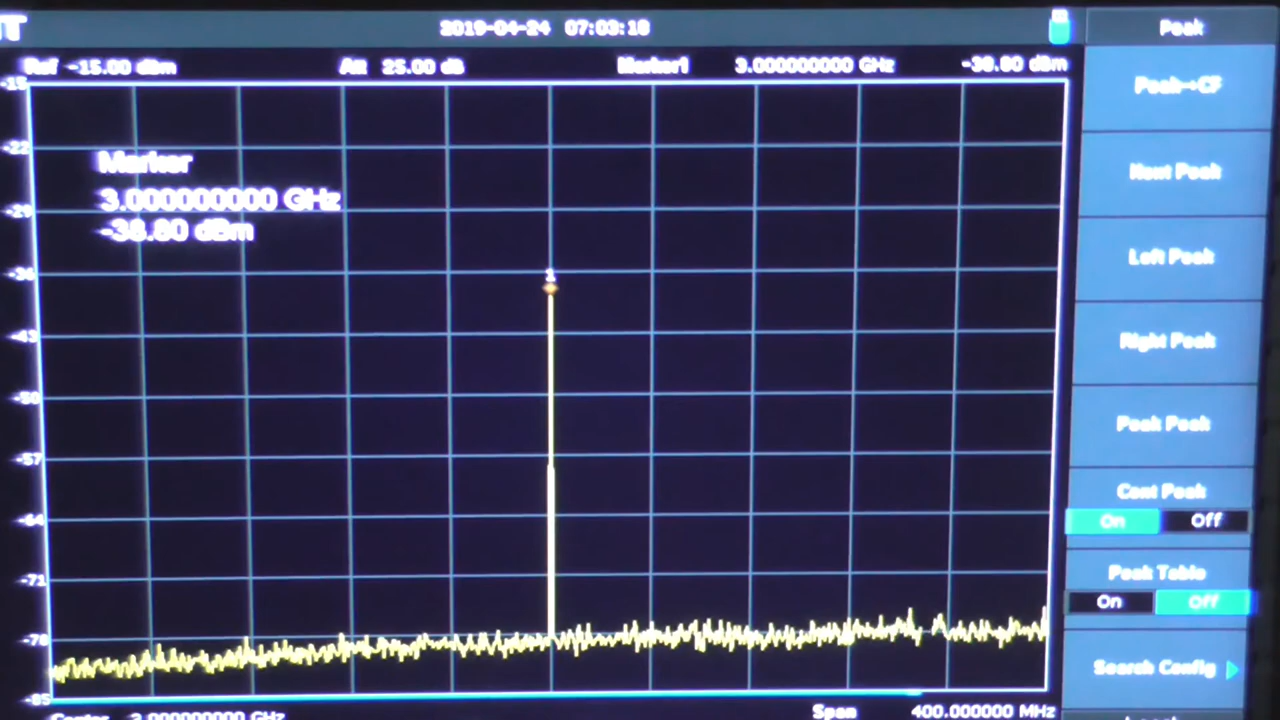 2019-04-24 07:03:18
Peak
Ref -15.00 dBm Att 25.00 dB Marker1 3.000000000 GHz -38.80 dBm
-15
Peak→CF
-22
Marker
Next Peak
3.000000000 GHz
-29
-38.80 dBm
Left Peak
1
-36
-43
Right Peak
-50
Peak Peak
-57
Cont Peak
-64
On Off
-71
Peak Table
On Off
-78
Search Config
-85
Center 3.000000000 GHz Span 400.000000 MHz